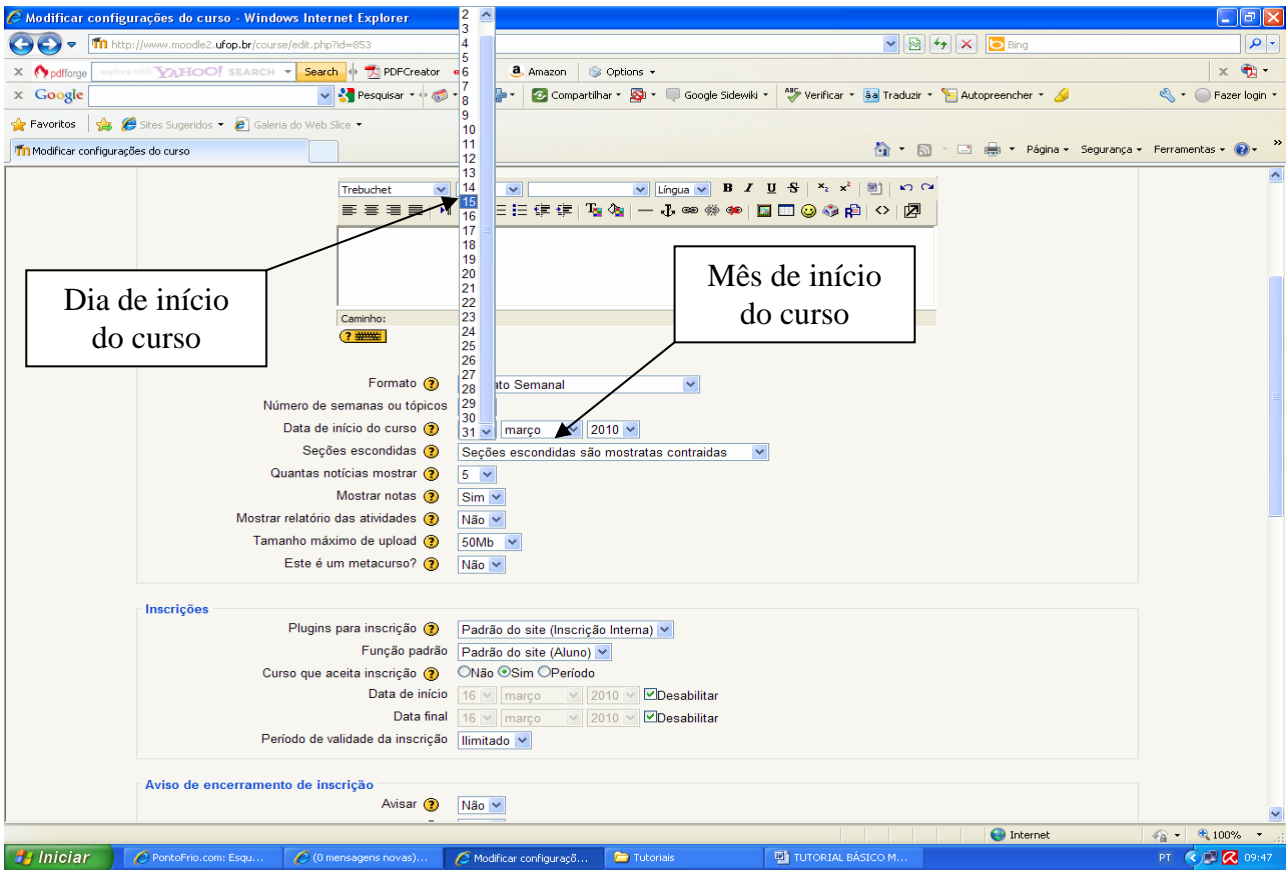 Modificar configurações do curso - Windows Internet Explorer
http://www.moodle2.ufop.br/course/edit.php?id=853
Bing
X pdfforge explore with YAHOO! SEARCH Search PDFCreator Amazon Options
x Google Pesquisar Compartilhar Google Sidewiki Verificar Traduzir Autopreencher Fazer login
Favoritos Sites Sugeridos Galeria do Web Slice
Modificar configurações do curso Página Segurança Ferramentas
2
3
4
5
6
7
8
9
10
11
12
13
14
15
16
17
18
19
20
21
22
23
24
25
26
27
28
29
30
31
Trebuchet Língua B I U S x₂ x²
Dia de início
do curso
Mês de início
do curso
Caminho:
Formato ato Semanal
Número de semanas ou tópicos
Data de início do curso março 2010
Seções escondidas Seções escondidas são mostratas contraidas
Quantas notícias mostrar 5
Mostrar notas Sim
Mostrar relatório das atividades Não
Tamanho máximo de upload 50Mb
Este é um metacurso? Não
Inscrições
Plugins para inscrição Padrão do site (Inscrição Interna)
Função padrão Padrão do site (Aluno)
Curso que aceita inscrição Não Sim Período
Data de início 16 março 2010 Desabilitar
Data final 16 março 2010 Desabilitar
Período de validade da inscrição Ilimitado
Aviso de encerramento de inscrição
Avisar Não
Internet 100%
Iniciar PontoFrio.com: Esqu... (0 mensagens novas)... Modificar configuraçõ... Tutoriais TUTORIAL BÁSICO M... PT 09:47